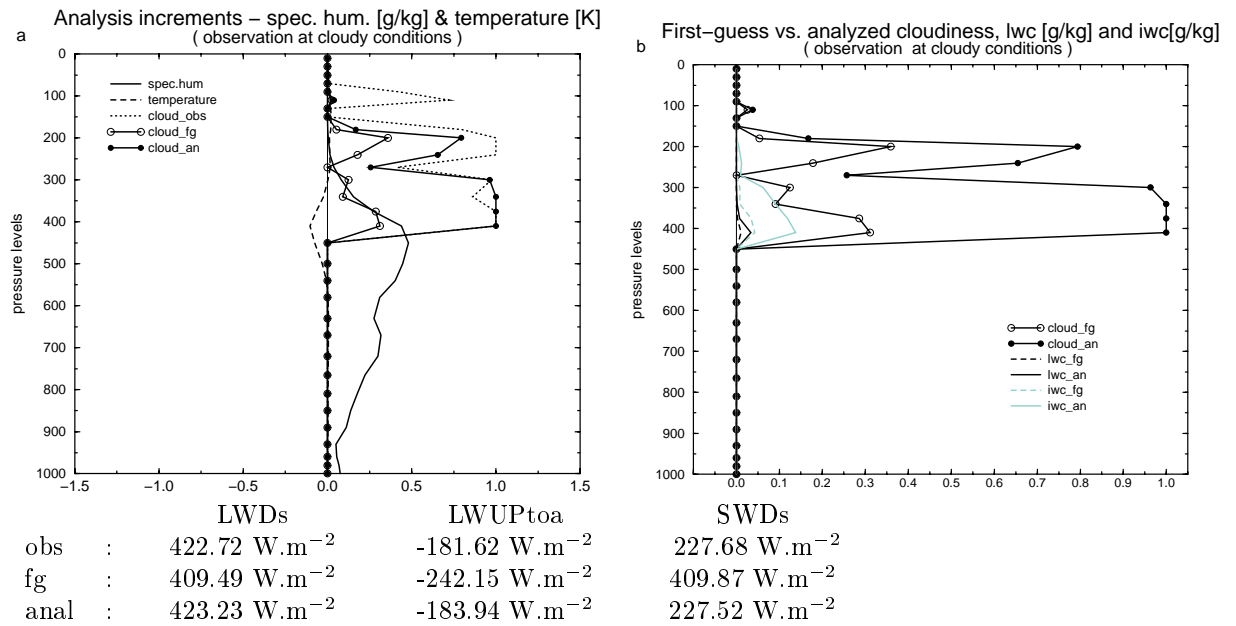 a
Analysis increments − spec. hum. [g/kg] & temperature [K]
( observation at cloudy conditions )
pressure levels
0
100
200
300
400
500
600
700
800
900
1000
−1.5
−1.0
−0.5
0.0
0.5
1.0
1.5
spec.hum
temperature
cloud_obs
cloud_fg
cloud_an
b
First−guess vs. analyzed cloudiness, lwc [g/kg] and iwc[g/kg]
( observation at cloudy conditions )
pressure levels
0
100
200
300
400
500
600
700
800
900
1000
0.0
0.1
0.2
0.3
0.4
0.5
0.6
0.7
0.8
0.9
1.0
cloud_fg
cloud_an
lwc_fg
lwc_an
iwc_fg
iwc_an
LWDs LWUPtoa SWDs
obs : 422.72 W.m−2 -181.62 W.m−2 227.68 W.m−2
fg : 409.49 W.m−2 -242.15 W.m−2 409.87 W.m−2
anal : 423.23 W.m−2 -183.94 W.m−2 227.52 W.m−2